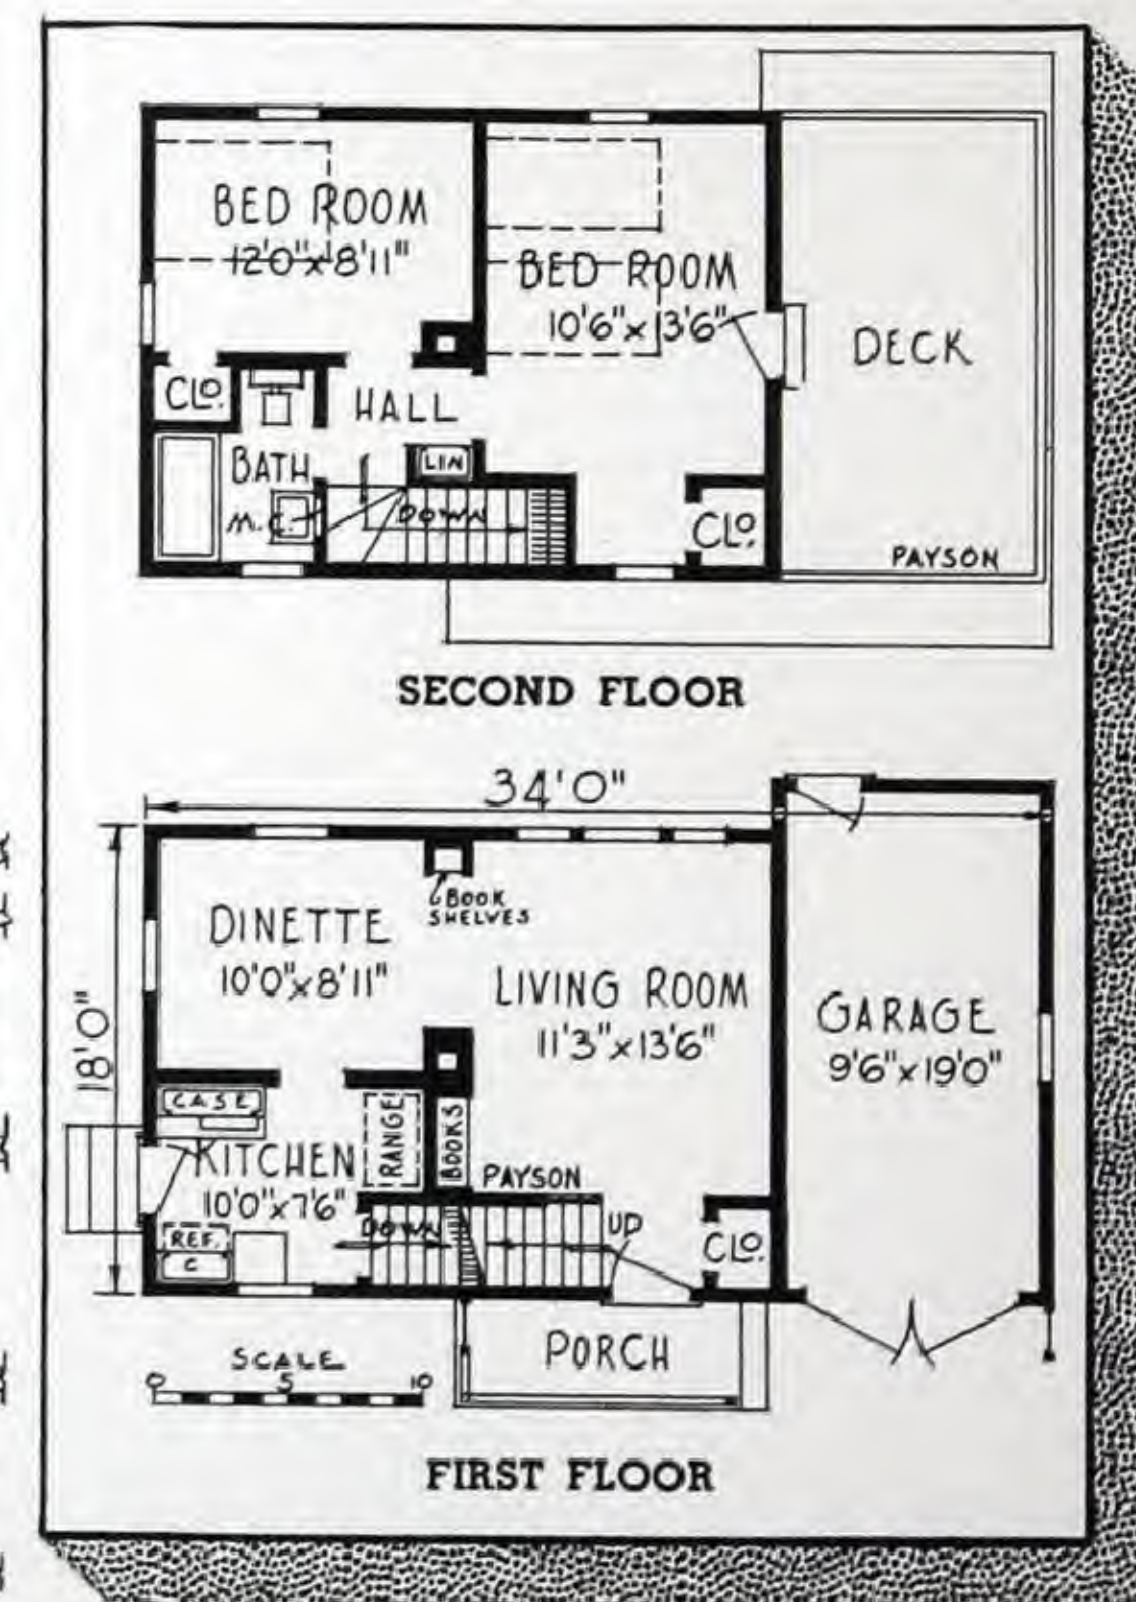 BED ROOM
12'0"x8'11"
BED ROOM
10'6"x13'6"
DECK
CLO.
HALL
BATH
LIN
M.C.
DOWN
CLO.
PAYSON
SECOND FLOOR
34'0"
18'0"
BOOK
SHELVES
DINETTE
10'0"x8'11"
LIVING ROOM
11'3"x13'6"
GARAGE
9'6"x19'0"
CASE
RANGE
BOOKS
KITCHEN
10'0"x7'6"
PAYSON
DOWN
UP
REF.
C
CLO.
PORCH
SCALE
0 5 10
FIRST FLOOR